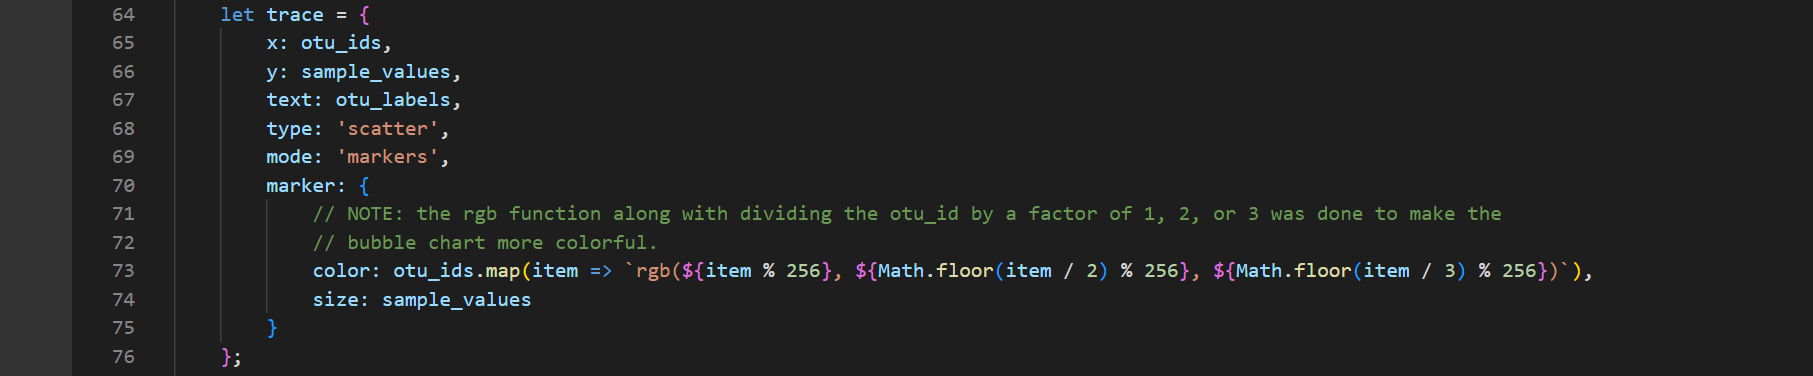 64 let trace = {
65 x: otu_ids,
66 y: sample_values,
67 text: otu_labels,
68 type: 'scatter',
69 mode: 'markers',
70 marker: {
71 // NOTE: the rgb function along with dividing the otu_id by a factor of 1, 2, or 3 was done to make the
72 // bubble chart more colorful.
73 color: otu_ids.map(item => `rgb(${item % 256}, ${Math.floor(item / 2) % 256}, ${Math.floor(item / 3) % 256})`),
74 size: sample_values
75 }
76 };